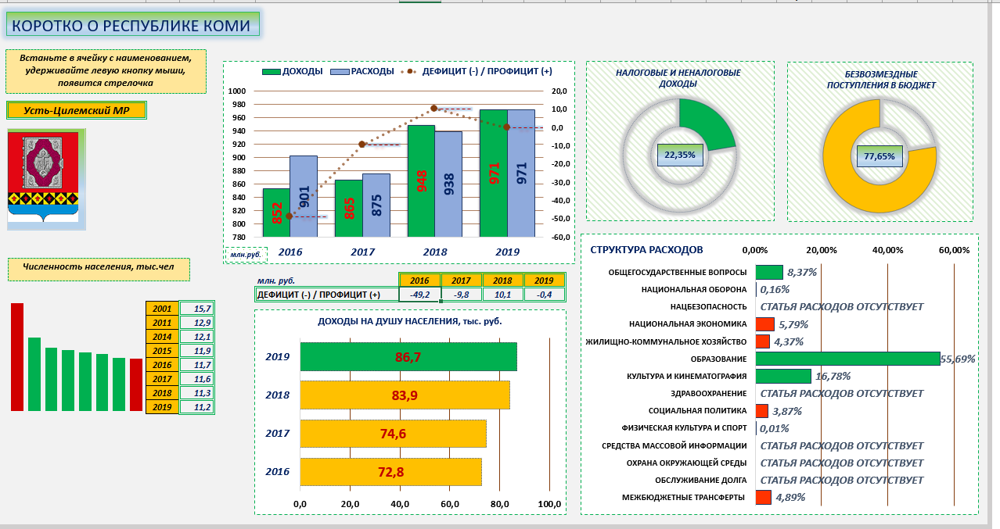 КОРОТКО О РЕСПУБЛИКЕ КОМИ
Встаньте в ячейку с наименованием,
удерживайте левую кнопку мыши,
появится стрелочка
Усть-Цилемский МР
Численность населения, тыс.чел
2001 15,7
2011 12,9
2014 12,1
2015 11,9
2016 11,7
2017 11,6
2018 11,3
2019 11,2
ДОХОДЫ РАСХОДЫ ДЕФИЦИТ (-) / ПРОФИЦИТ (+)
1000
980
960
940
920
900
880
860
840
820
800
780
20,0
10,0
0,0
-10,0
-20,0
-30,0
-40,0
-50,0
-60,0
852
901
865
875
948
938
971
971
млн.руб.
2016 2017 2018 2019
млн. руб. 2016 2017 2018 2019
ДЕФИЦИТ (-) / ПРОФИЦИТ (+) -49,2 -9,8 10,1 -0,4
ДОХОДЫ НА ДУШУ НАСЕЛЕНИЯ, тыс. руб.
2019 86,7
2018 83,9
2017 74,6
2016 72,8
0,0 20,0 40,0 60,0 80,0 100,0
НАЛОГОВЫЕ И НЕНАЛОГОВЫЕ
ДОХОДЫ
22,35%
БЕЗВОЗМЕЗДНЫЕ
ПОСТУПЛЕНИЯ В БЮДЖЕТ
77,65%
СТРУКТУРА РАСХОДОВ
0,00% 20,00% 40,00% 60,00%
ОБЩЕГОСУДАРСТВЕННЫЕ ВОПРОСЫ 8,37%
НАЦИОНАЛЬНАЯ ОБОРОНА 0,16%
НАЦБЕЗОПАСНОСТЬ СТАТЬЯ РАСХОДОВ ОТСУТСТВУЕТ
НАЦИОНАЛЬНАЯ ЭКОНОМИКА 5,79%
ЖИЛИЩНО-КОММУНАЛЬНОЕ ХОЗЯЙСТВО 4,37%
ОБРАЗОВАНИЕ 55,69%
КУЛЬТУРА И КИНЕМАТОГРАФИЯ 16,78%
ЗДРАВООХРАНЕНИЕ СТАТЬЯ РАСХОДОВ ОТСУТСТВУЕТ
СОЦИАЛЬНАЯ ПОЛИТИКА 3,87%
ФИЗИЧЕСКАЯ КУЛЬТУРА И СПОРТ 0,01%
СРЕДСТВА МАССОВОЙ ИНФОРМАЦИИ СТАТЬЯ РАСХОДОВ ОТСУТСТВУЕТ
ОХРАНА ОКРУЖАЮЩЕЙ СРЕДЫ СТАТЬЯ РАСХОДОВ ОТСУТСТВУЕТ
ОБСЛУЖИВАНИЕ ДОЛГА СТАТЬЯ РАСХОДОВ ОТСУТСТВУЕТ
МЕЖБЮДЖЕТНЫЕ ТРАНСФЕРТЫ 4,89%